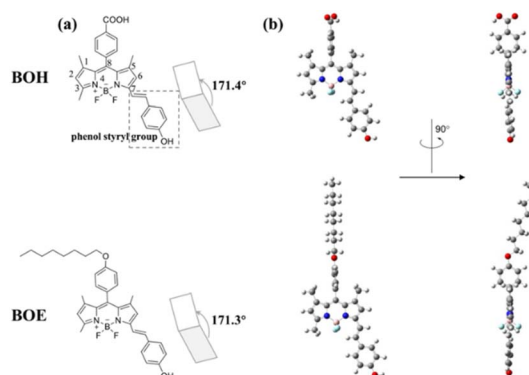 (a)
(b)
COOH
BOH
1
8
5
2
4
6
3
N
+
B
-
N
7
F
F
phenol styryl group
OH
171.4°
90°
O
BOE
N
+
B
-
N
F
F
OH
171.3°